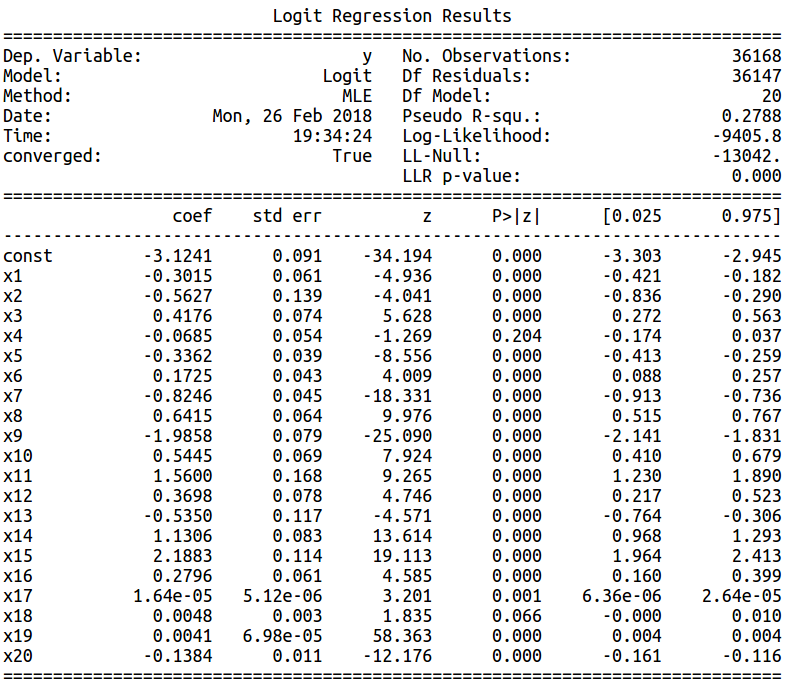 Logit Regression Results
==============================================================================
Dep. Variable:                      y   No. Observations:                36168
Model:                          Logit   Df Residuals:                    36147
Method:                           MLE   Df Model:                           20
Date:                Mon, 26 Feb 2018   Pseudo R-squ.:                  0.2788
Time:                        19:34:24   Log-Likelihood:                -9405.8
converged:                       True   LL-Null:                       -13042.
                                        LLR p-value:                     0.000
==============================================================================
                 coef    std err          z      P>|z|      [0.025      0.975]
------------------------------------------------------------------------------
const         -3.1241      0.091    -34.194      0.000      -3.303      -2.945
x1            -0.3015      0.061     -4.936      0.000      -0.421      -0.182
x2            -0.5627      0.139     -4.041      0.000      -0.836      -0.290
x3             0.4176      0.074      5.628      0.000       0.272       0.563
x4            -0.0685      0.054     -1.269      0.204      -0.174       0.037
x5            -0.3362      0.039     -8.556      0.000      -0.413      -0.259
x6             0.1725      0.043      4.009      0.000       0.088       0.257
x7            -0.8246      0.045    -18.331      0.000      -0.913      -0.736
x8             0.6415      0.064      9.976      0.000       0.515       0.767
x9            -1.9858      0.079    -25.090      0.000      -2.141      -1.831
x10            0.5445      0.069      7.924      0.000       0.410       0.679
x11            1.5600      0.168      9.265      0.000       1.230       1.890
x12            0.3698      0.078      4.746      0.000       0.217       0.523
x13           -0.5350      0.117     -4.571      0.000      -0.764      -0.306
x14            1.1306      0.083     13.614      0.000       0.968       1.293
x15            2.1883      0.114     19.113      0.000       1.964       2.413
x16            0.2796      0.061      4.585      0.000       0.160       0.399
x17          1.64e-05   5.12e-06      3.201      0.001    6.36e-06    2.64e-05
x18            0.0048      0.003      1.835      0.066      -0.000       0.010
x19            0.0041   6.98e-05     58.363      0.000       0.004       0.004
x20           -0.1384      0.011    -12.176      0.000      -0.161      -0.116
==============================================================================